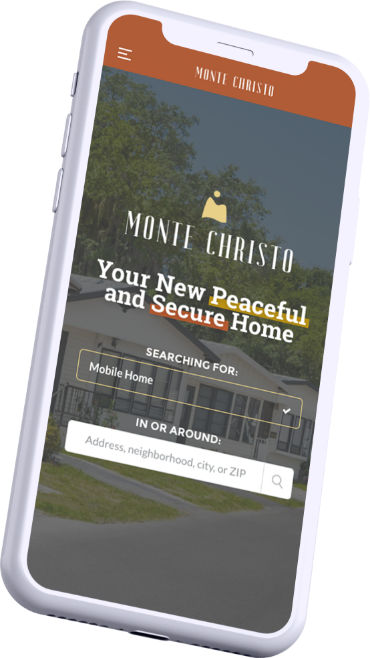 MONTE CHRISTO
MONTE CHRISTO
Your New Peaceful
and Secure Home
SEARCHING FOR:
Mobile Home
IN OR AROUND:
Address, neighborhood, city, or ZIP